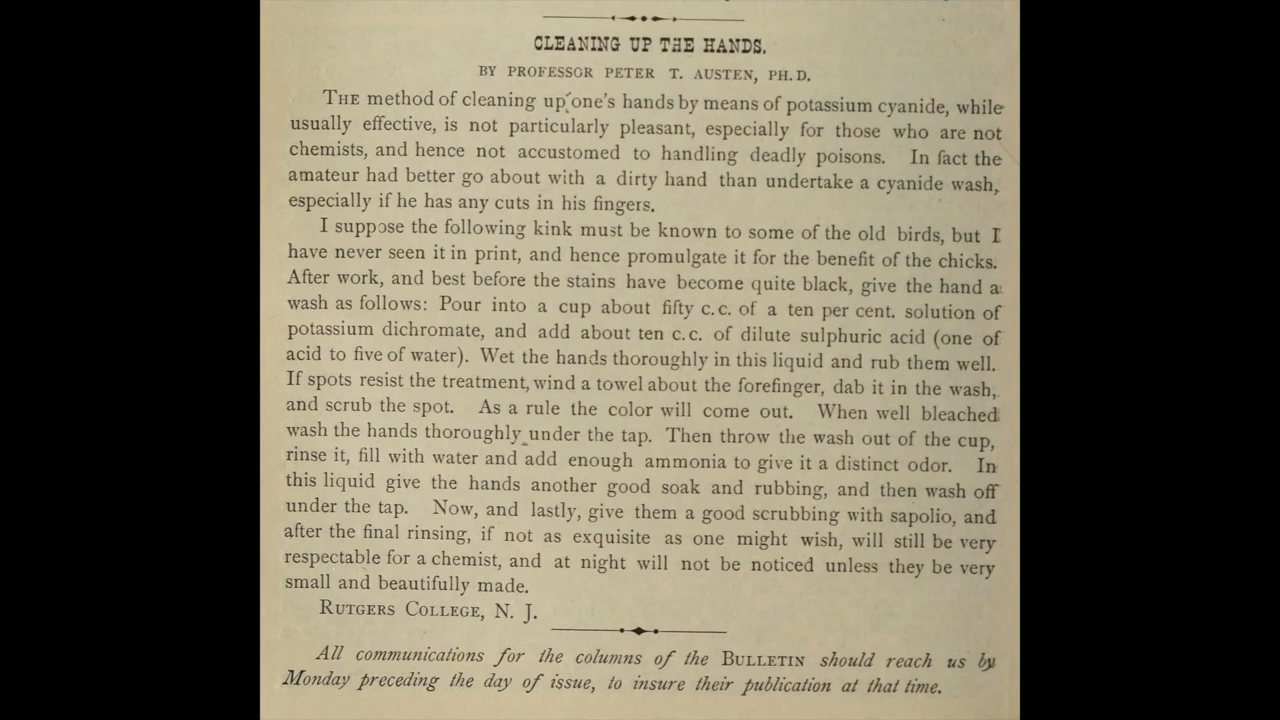 CLEANING UP THE HANDS.
BY PROFESSOR PETER T. AUSTEN, PH. D.
THE method of cleaning up one's hands by means of potassium cyanide, while
usually effective, is not particularly pleasant, especially for those who are not
chemists, and hence not accustomed to handling deadly poisons. In fact the
amateur had better go about with a dirty hand than undertake a cyanide wash,
especially if he has any cuts in his fingers.
I suppose the following kink must be known to some of the old birds, but I
have never seen it in print, and hence promulgate it for the benefit of the chicks.
After work, and best before the stains have become quite black, give the hand a
wash as follows: Pour into a cup about fifty c. c. of a ten per cent. solution of
potassium dichromate, and add about ten c. c. of dilute sulphuric acid (one of
acid to five of water). Wet the hands thoroughly in this liquid and rub them well.
If spots resist the treatment, wind a towel about the forefinger, dab it in the wash,
and scrub the spot. As a rule the color will come out. When well bleached
wash the hands thoroughly under the tap. Then throw the wash out of the cup,
rinse it, fill with water and add enough ammonia to give it a distinct odor. In
this liquid give the hands another good soak and rubbing, and then wash off
under the tap. Now, and lastly, give them a good scrubbing with sapolio, and
after the final rinsing, if not as exquisite as one might wish, will still be very
respectable for a chemist, and at night will not be noticed unless they be very
small and beautifully made.
RUTGERS COLLEGE, N. J.
All communications for the columns of the BULLETIN should reach us by
Monday preceding the day of issue, to insure their publication at that time.